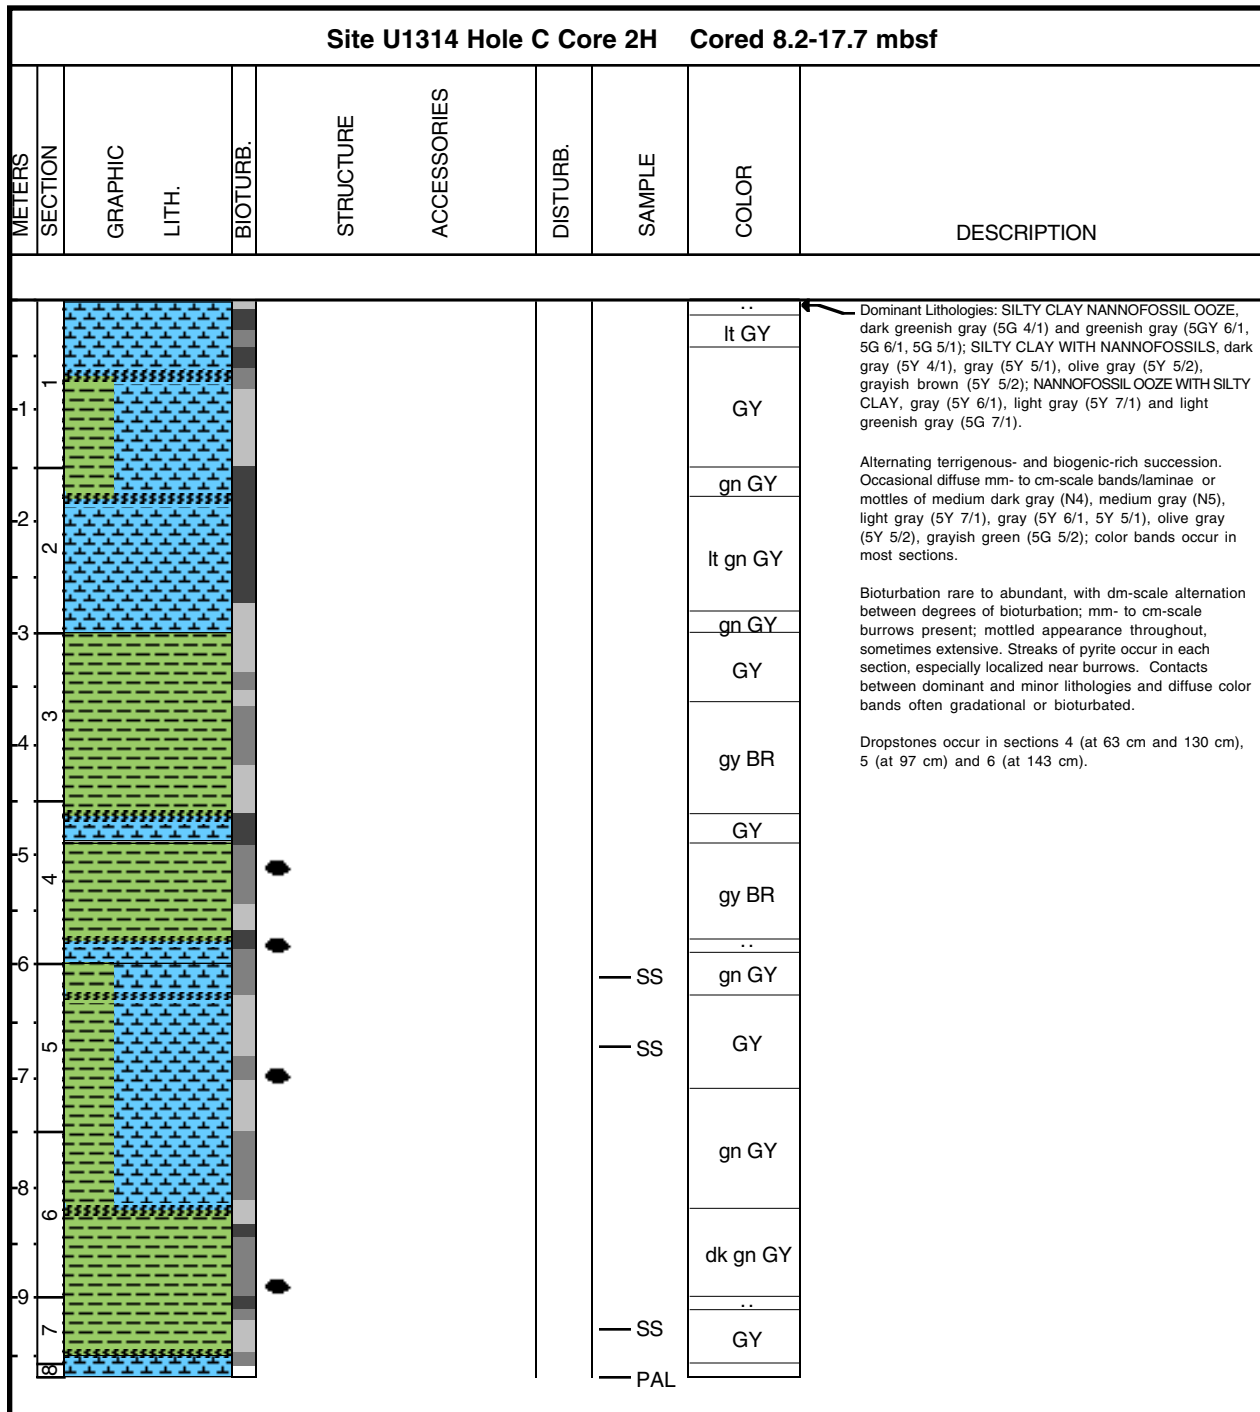 Site U1314 Hole C Core 2H Cored 8.2-17.7 mbsf
METERS
SECTION
GRAPHIC
LITH.
BIOTURB.
STRUCTURE
ACCESSORIES
DISTURB.
SAMPLE
COLOR
DESCRIPTION
1
2
3
4
5
6
7
8
9
1
2
3
4
5
6
7
8
SS
SS
SS
PAL
. .
lt GY
GY
gn GY
lt gn GY
gn GY
GY
gy BR
GY
gy BR
. .
gn GY
GY
gn GY
dk gn GY
. .
GY
Dominant Lithologies: SILTY CLAY NANNOFOSSIL OOZE,
dark greenish gray (5G 4/1) and greenish gray (5GY 6/1,
5G 6/1, 5G 5/1); SILTY CLAY WITH NANNOFOSSILS, dark
gray (5Y 4/1), gray (5Y 5/1), olive gray (5Y 5/2),
grayish brown (5Y 5/2); NANNOFOSSIL OOZE WITH SILTY
CLAY, gray (5Y 6/1), light gray (5Y 7/1) and light
greenish gray (5G 7/1).
Alternating terrigenous- and biogenic-rich succession.
Occasional diffuse mm- to cm-scale bands/laminae or
mottles of medium dark gray (N4), medium gray (N5),
light gray (5Y 7/1), gray (5Y 6/1, 5Y 5/1), olive gray
(5Y 5/2), grayish green (5G 5/2); color bands occur in
most sections.
Bioturbation rare to abundant, with dm-scale alternation
between degrees of bioturbation; mm- to cm-scale
burrows present; mottled appearance throughout,
sometimes extensive. Streaks of pyrite occur in each
section, especially localized near burrows. Contacts
between dominant and minor lithologies and diffuse color
bands often gradational or bioturbated.
Dropstones occur in sections 4 (at 63 cm and 130 cm),
5 (at 97 cm) and 6 (at 143 cm).